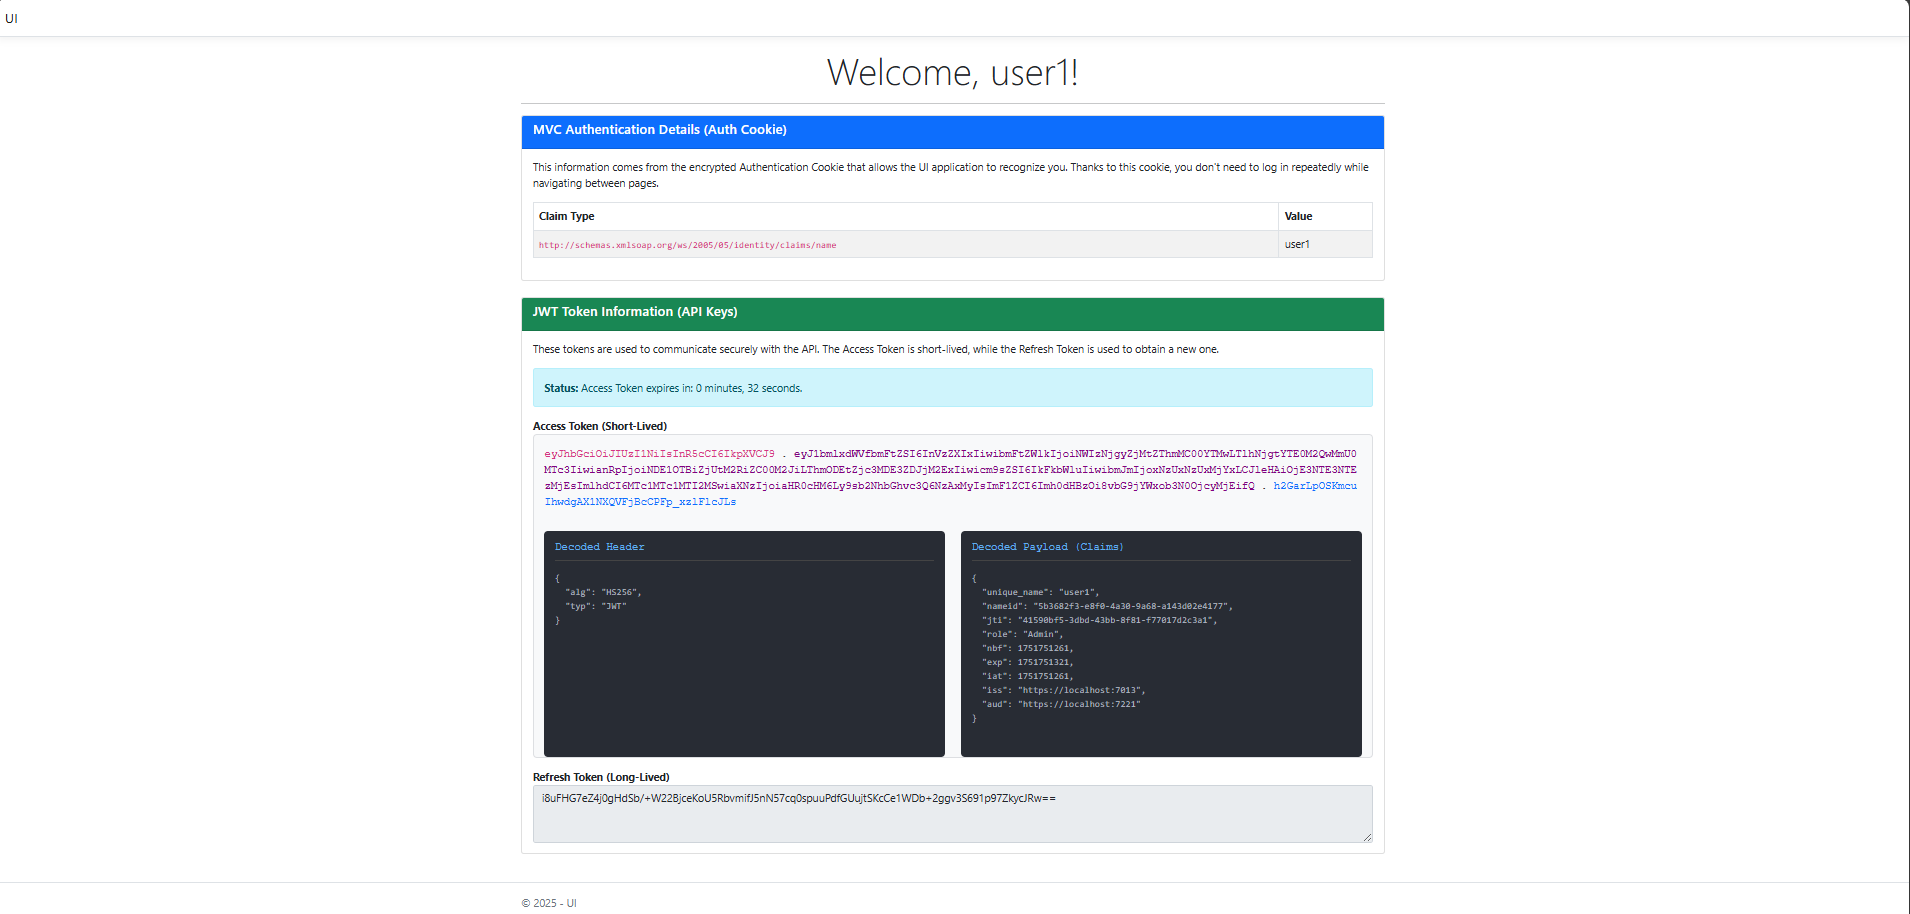 UI
Welcome, user1!
MVC Authentication Details (Auth Cookie)
This information comes from the encrypted Authentication Cookie that allows the UI application to recognize you. Thanks to this cookie, you don't need to log in repeatedly while
navigating between pages.
Claim Type Value
http://schemas.xmlsoap.org/ws/2005/05/identity/claims/name user1
JWT Token Information (API Keys)
These tokens are used to communicate securely with the API. The Access Token is short-lived, while the Refresh Token is used to obtain a new one.
Status: Access Token expires in: 0 minutes, 32 seconds.
Access Token (Short-Lived)
eyJhbGciOiJIUzI1NiIsInR5cCI6IkpXVCJ9 . eyJ1bmlxdWVfbmFtZSI6InVzZXIxIiwibmFtZWlkIjoiNWIzNjgyZjMtZThmMC00YTMwLTlhNjgtYTE0M2QwMmU0
MTc3IiwianRpIjoiNDE1OTBiZjUtM2RiZC00M2JiLThmODEtZjc3MDE3ZDJjM2ExIiwicm9sZSI6IkFkbWluIiwibmJmIjoxNzUxNzUxMjYxLCJleHAiOjE3NTE3NTE
zMjEsImlhdCI6MTc1MTc1MTI2MSwiaXNzIjoiaHR0cHM6Ly9sb2NhbGhvc3Q6NzAxMyIsImF1ZCI6Imh0dHBzOi8vbG9jYWxob3N0OjcyMjEifQ . h2GarLpOSKmcu
IhwdgAX1NXQVFjBcCPFp_xzlFlcJLs
Decoded Header
{
"alg": "HS256",
"typ": "JWT"
}
Decoded Payload (Claims)
{
"unique_name": "user1",
"nameid": "5b3682f3-e8f0-4a30-9a68-a143d02e4177",
"jti": "41590bf5-3dbd-43bb-8f81-f77017d2c3a1",
"role": "Admin",
"nbf": 1751751261,
"exp": 1751751321,
"iat": 1751751261,
"iss": "https://localhost:7013",
"aud": "https://localhost:7221"
}
Refresh Token (Long-Lived)
i8uFHG7eZ4j0gHdSb/+W22BjceKoU5RbvmifJ5nN57cq0spuuPdfGUujtSKcCe1WDb+2ggv3S691p97ZkycJRw==
© 2025 - UI